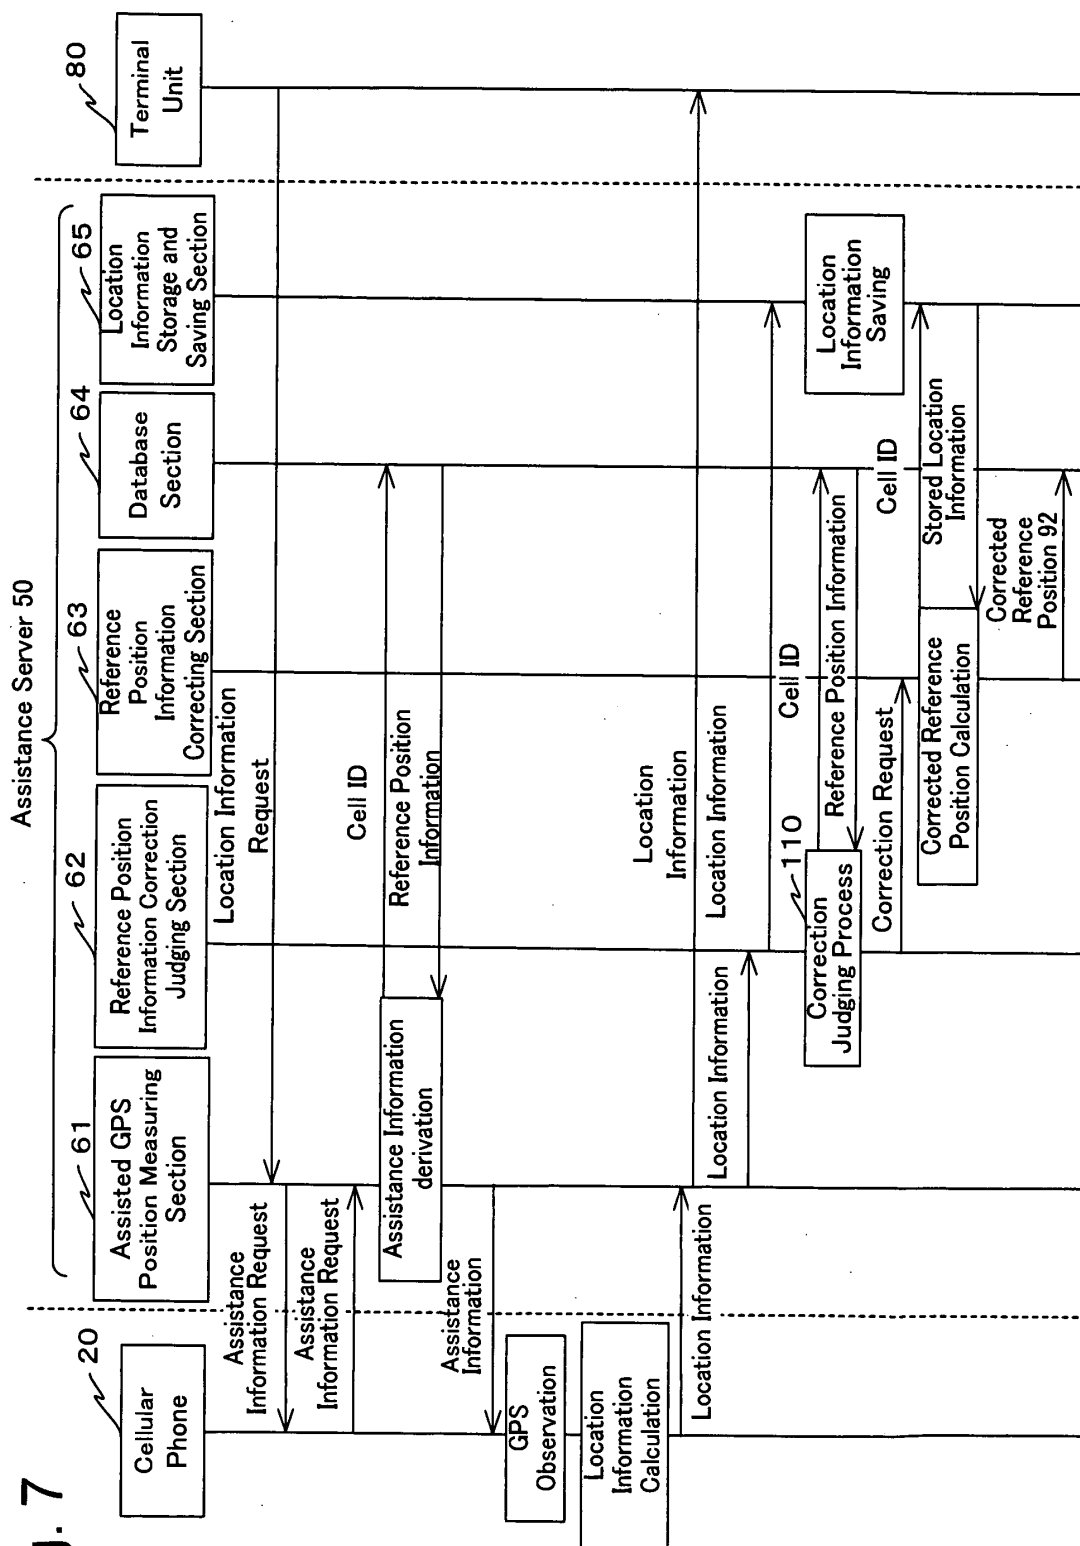 g. 7
Assistance Server 50
20
Cellular
Phone
61
Assisted GPS
Position Measuring
Section
62
Reference Position
Information Correction
Judging Section
63
Reference
Position
Information
Correcting Section
64
Database
Section
65
Location
Information
Storage and
Saving Section
80
Terminal
Unit
Location Information
Request
Assistance
Information Request
Assistance
Information Request
Cell ID
Assistance Information
derivation
Reference Position
Information
Assistance
Information
GPS
Observation
Location
Information
Calculation
Location Information
Location
Information
Location Information
Location Information
Cell ID
110
Correction
Judging Process
Reference Position Information
Location
Information
Saving
Correction Request
Cell ID
Corrected Reference
Position Calculation
Stored Location
Information
Corrected
Reference
Position 92